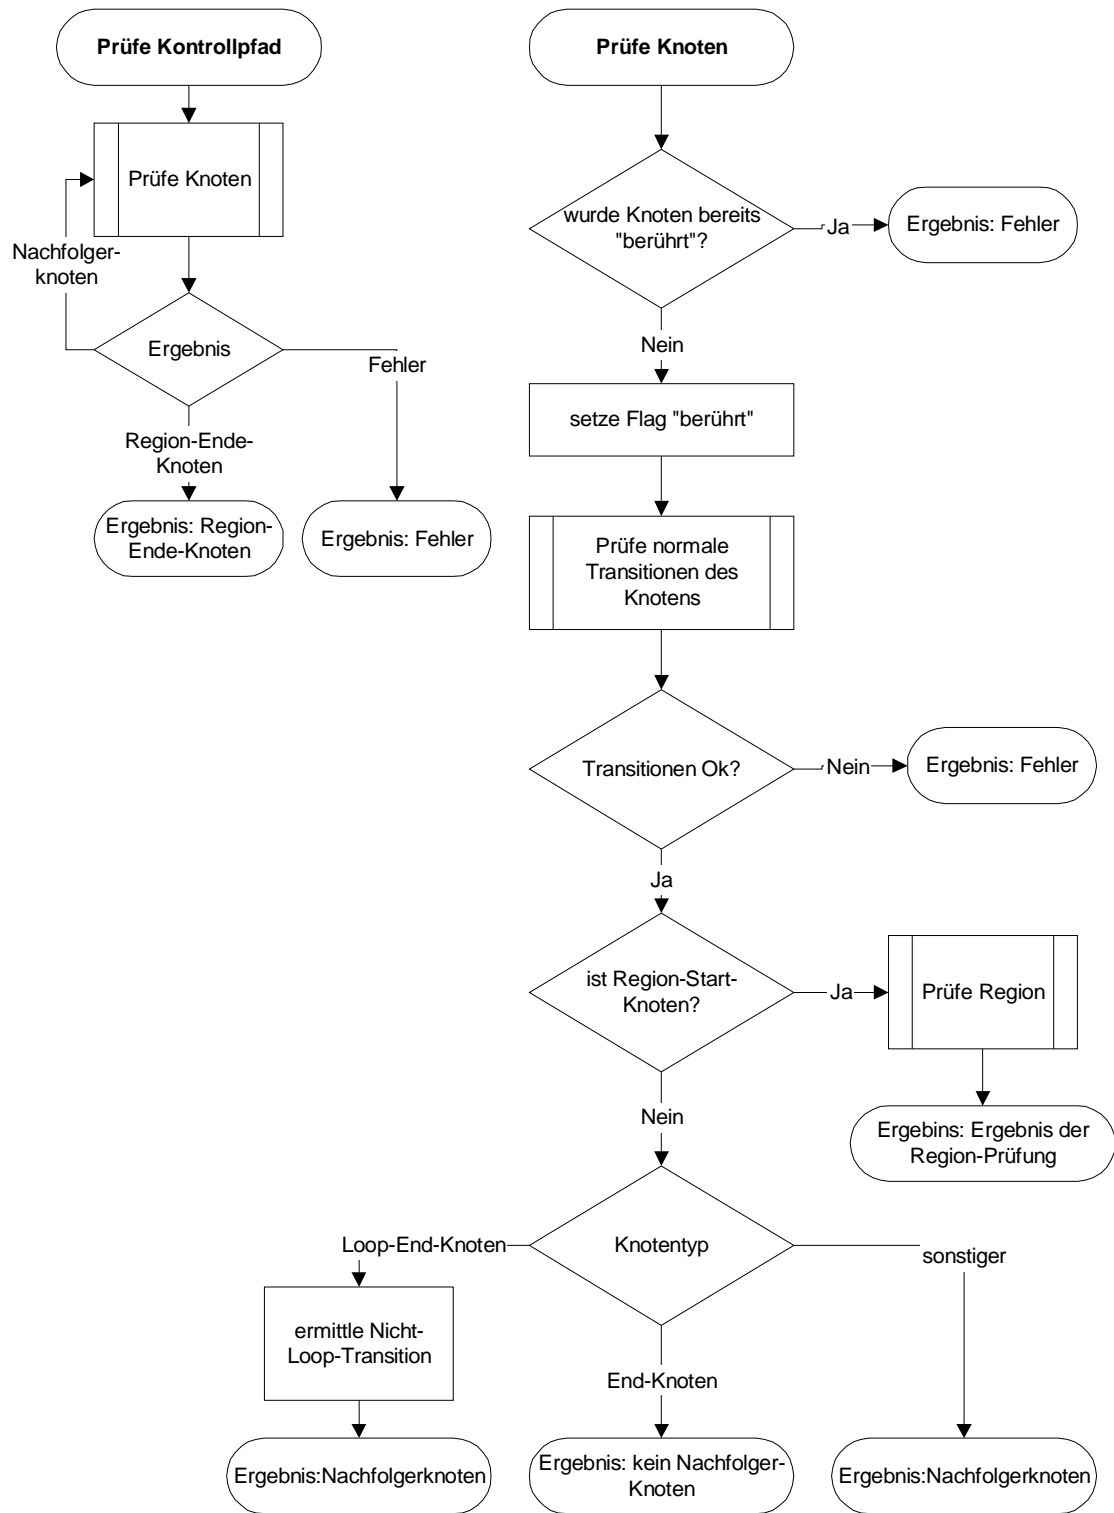 Prüfe Kontrollpfad
Prüfe Knoten
Nachfolger-
knoten
Ergebnis
Fehler
Region-Ende-
Knoten
Ergebnis: Region-
Ende-Knoten
Ergebnis: Fehler
Prüfe Knoten
wurde Knoten bereits
"berührt"?
Ja
Ergebnis: Fehler
Nein
setze Flag "berührt"
Prüfe normale
Transitionen des
Knotens
Transitionen Ok?
Nein
Ergebnis: Fehler
Ja
ist Region-Start-
Knoten?
Ja
Prüfe Region
Ergebins: Ergebnis der
Region-Prüfung
Nein
Knotentyp
Loop-End-Knoten
sonstiger
ermittle Nicht-
Loop-Transition
End-Knoten
Ergebnis:Nachfolgerknoten
Ergebnis: kein Nachfolger-
Knoten
Ergebnis:Nachfolgerknoten